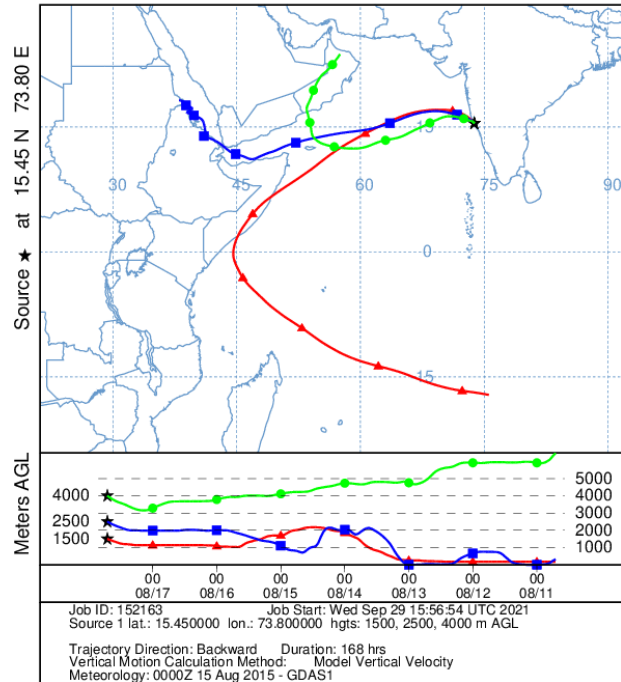 Source ★ at 15.45 N 73.80 E
15
30
45
60
75
90
0
15
Meters AGL
4000
2500
1500
5000
4000
3000
2000
1000
00 00 00 00 00 00 00
08/17 08/16 08/15 08/14 08/13 08/12 08/11
Job ID: 152163 Job Start: Wed Sep 29 15:56:54 UTC 2021
Source 1 lat.: 15.450000 lon.: 73.800000 hgts: 1500, 2500, 4000 m AGL
Trajectory Direction: Backward Duration: 168 hrs
Vertical Motion Calculation Method: Model Vertical Velocity
Meteorology: 0000Z 15 Aug 2015 - GDAS1